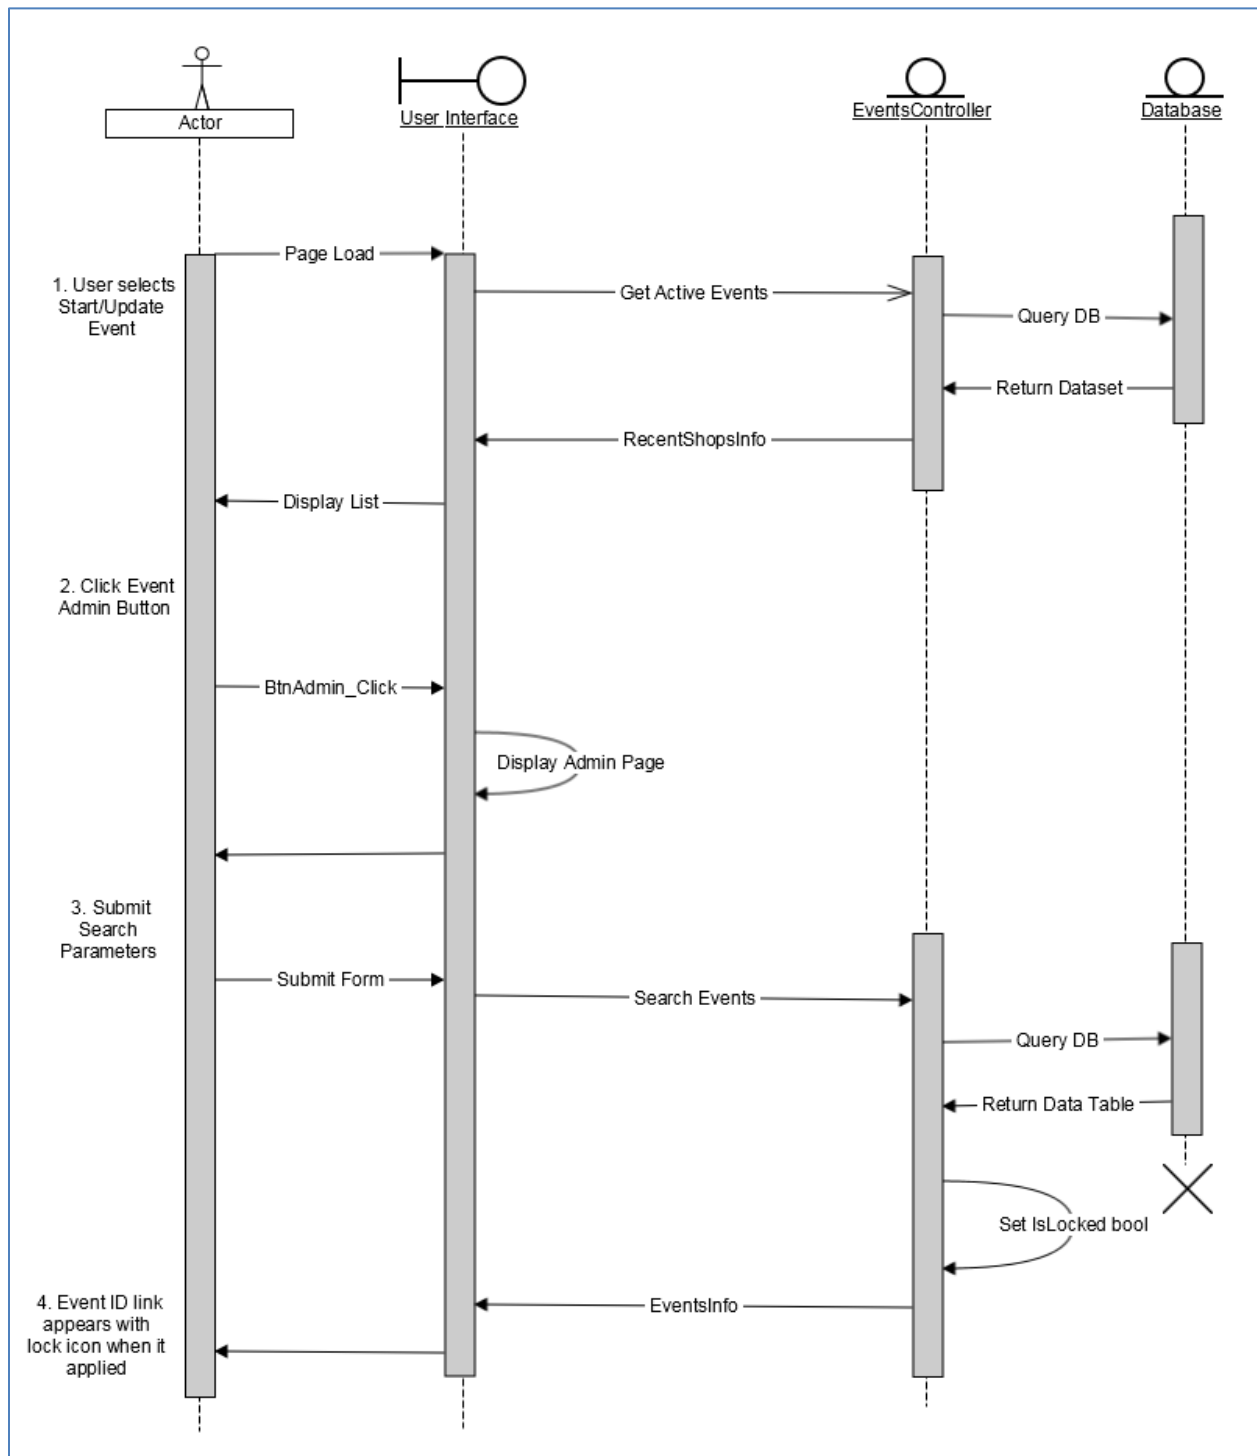 Actor
User Interface
EventsController
Database
Page Load
1. User selects
Start/Update
Event
Get Active Events
Query DB
Return Dataset
RecentShopsInfo
Display List
2. Click Event
Admin Button
BtnAdmin_Click
Display Admin Page
3. Submit
Search
Parameters
Submit Form
Search Events
Query DB
Return Data Table
Set IsLocked bool
EventsInfo
4. Event ID link
appears with
lock icon when it
applied